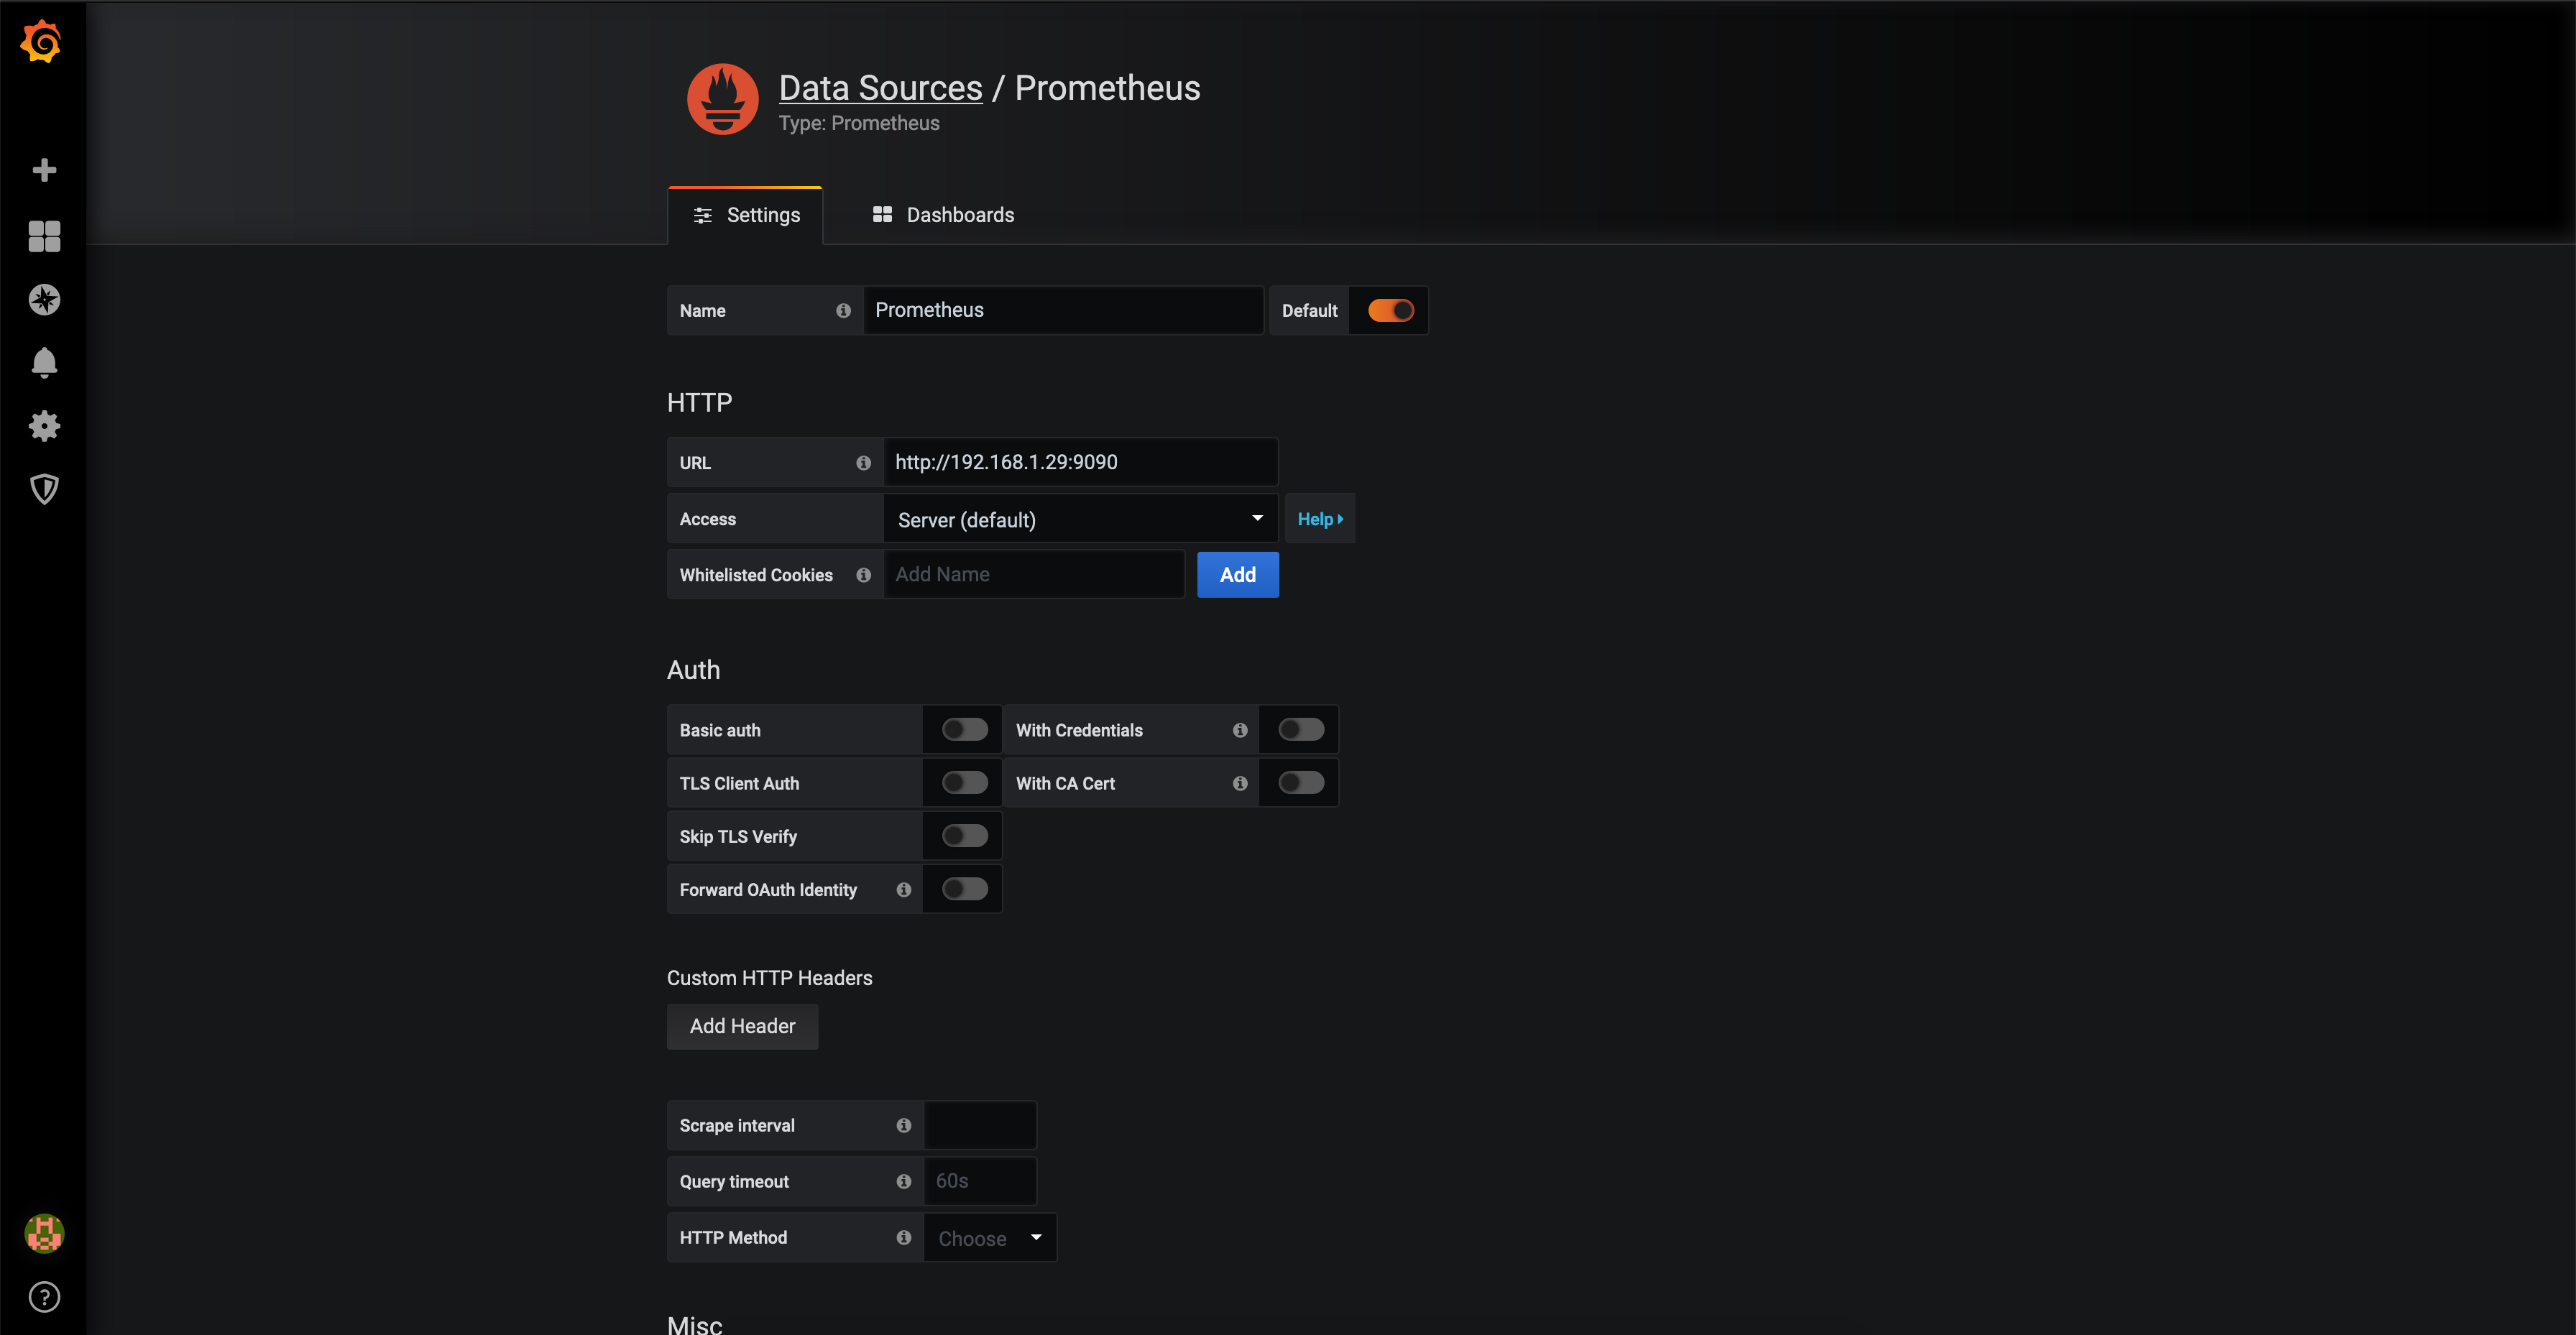 Data Sources / Prometheus
Type: Prometheus
Settings
Dashboards
Name
Prometheus
Default
HTTP
URL
http://192.168.1.29:9090
Access
Server (default)
Help
Whitelisted Cookies
Add Name
Add
Auth
Basic auth
With Credentials
TLS Client Auth
With CA Cert
Skip TLS Verify
Forward OAuth Identity
Custom HTTP Headers
Add Header
Scrape interval
Query timeout
60s
HTTP Method
Choose
Misc